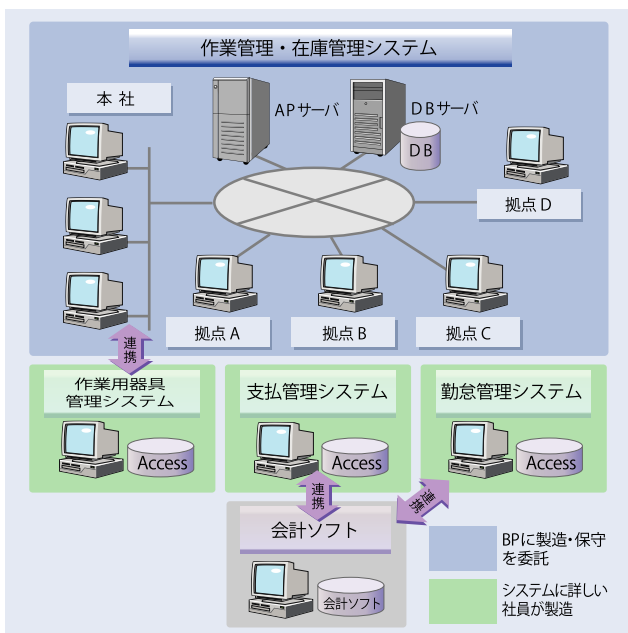 作業管理・在庫管理システム
本社
APサーバ
DBサーバ
DB
拠点D
拠点A
拠点B
拠点C
連携
作業用器具
管理システム
Access
支払管理システム
Access
勤怠管理システム
Access
連携
連携
会計ソフト
会計ソフト
BPに製造・保守
を委託
システムに詳しい
社員が製造